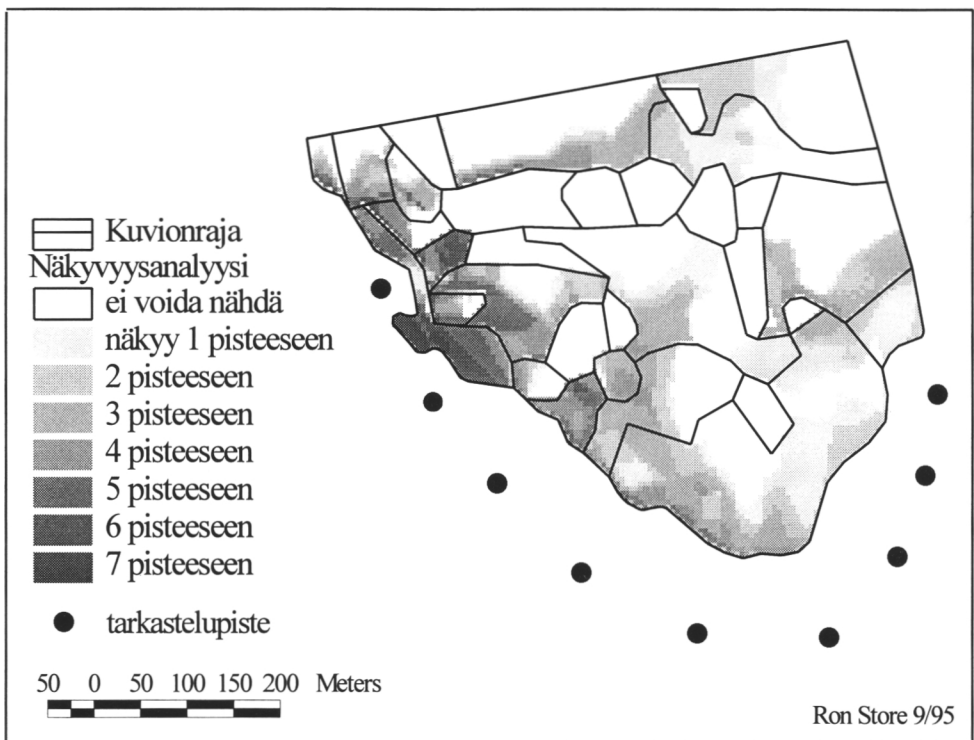 Kuvionraja
Näkyvyysanalyysi
ei voida nähdä
näkyy 1 pisteeseen
2 pisteeseen
3 pisteeseen
4 pisteeseen
5 pisteeseen
6 pisteeseen
7 pisteeseen
tarkastelupiste
50 0 50 100 150 200 Meters
Ron Store 9/95